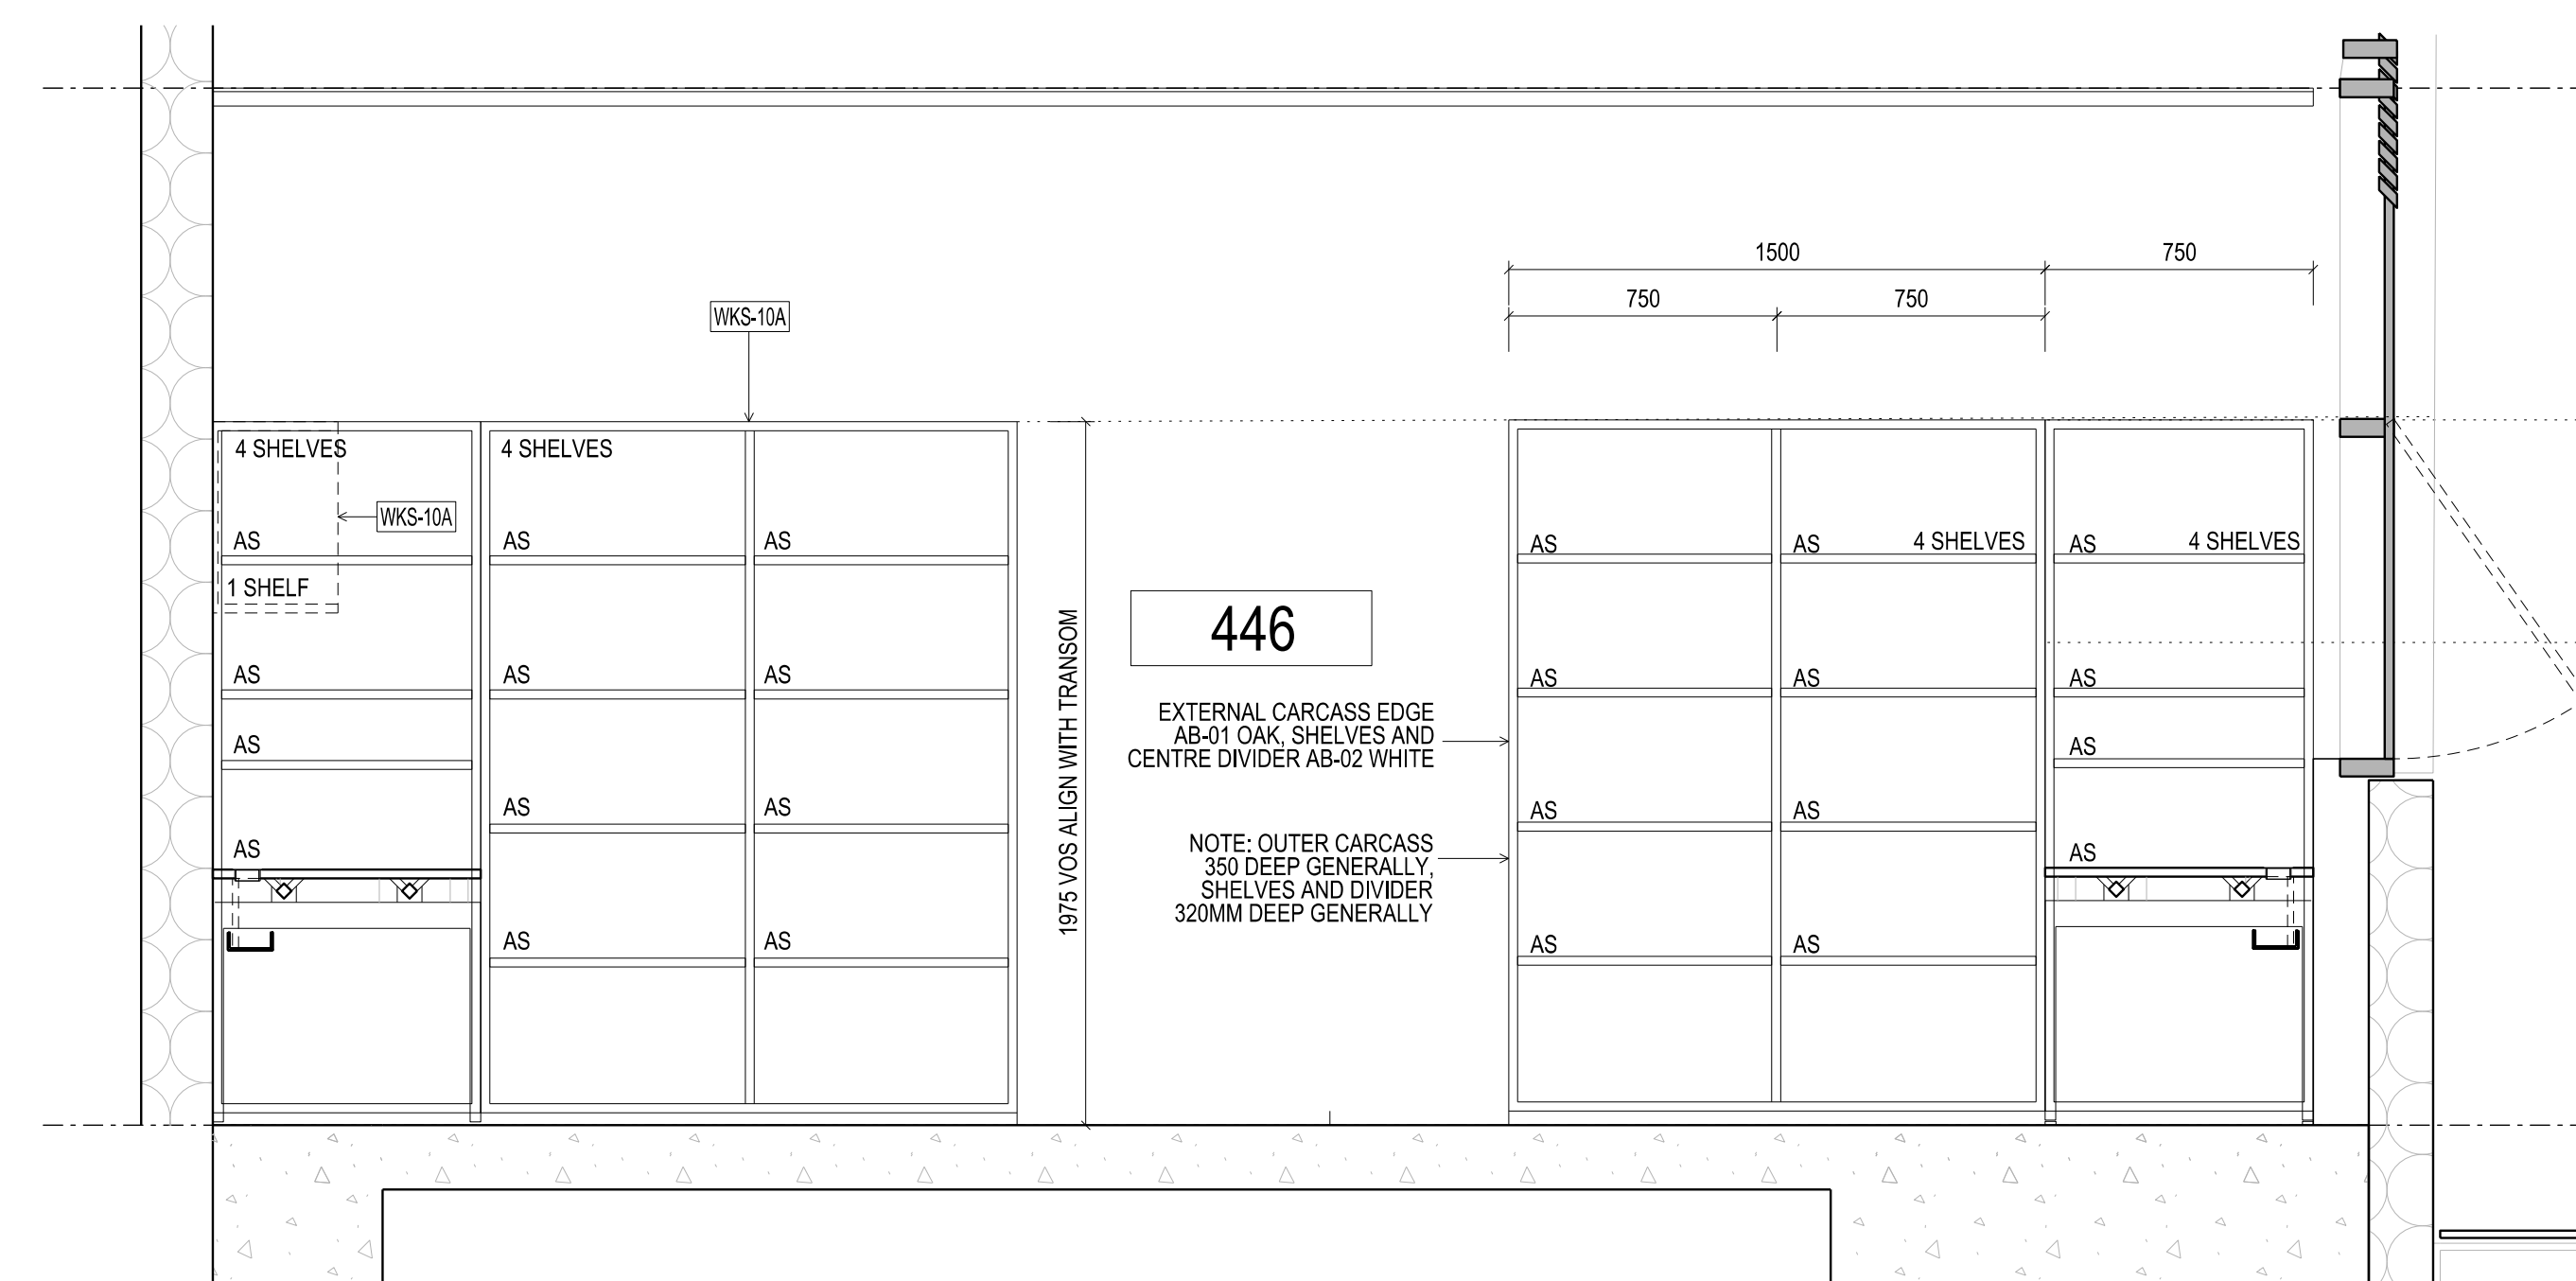 1500
750
750
750
WKS-10A
4 SHELVES
4 SHELVES
WKS-10A
AS
AS
AS
AS
AS
4 SHELVES
AS
4 SHELVES
1 SHELF
446
AS
AS
AS
AS
AS
AS
1975 VOS ALIGN WITH TRANSOM
EXTERNAL CARCASS EDGE
AB-01 OAK, SHELVES AND
CENTRE DIVIDER AB-02 WHITE
AS
AS
AS
AS
AS
AS
NOTE: OUTER CARCASS
350 DEEP GENERALLY,
SHELVES AND DIVIDER
320MM DEEP GENERALLY
AS
AS
AS
AS
AS
AS